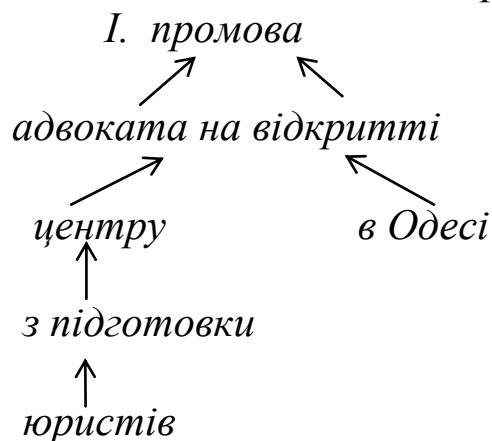 І. промова
адвоката на відкритті
центру в Одесі
з підготовки
юристів